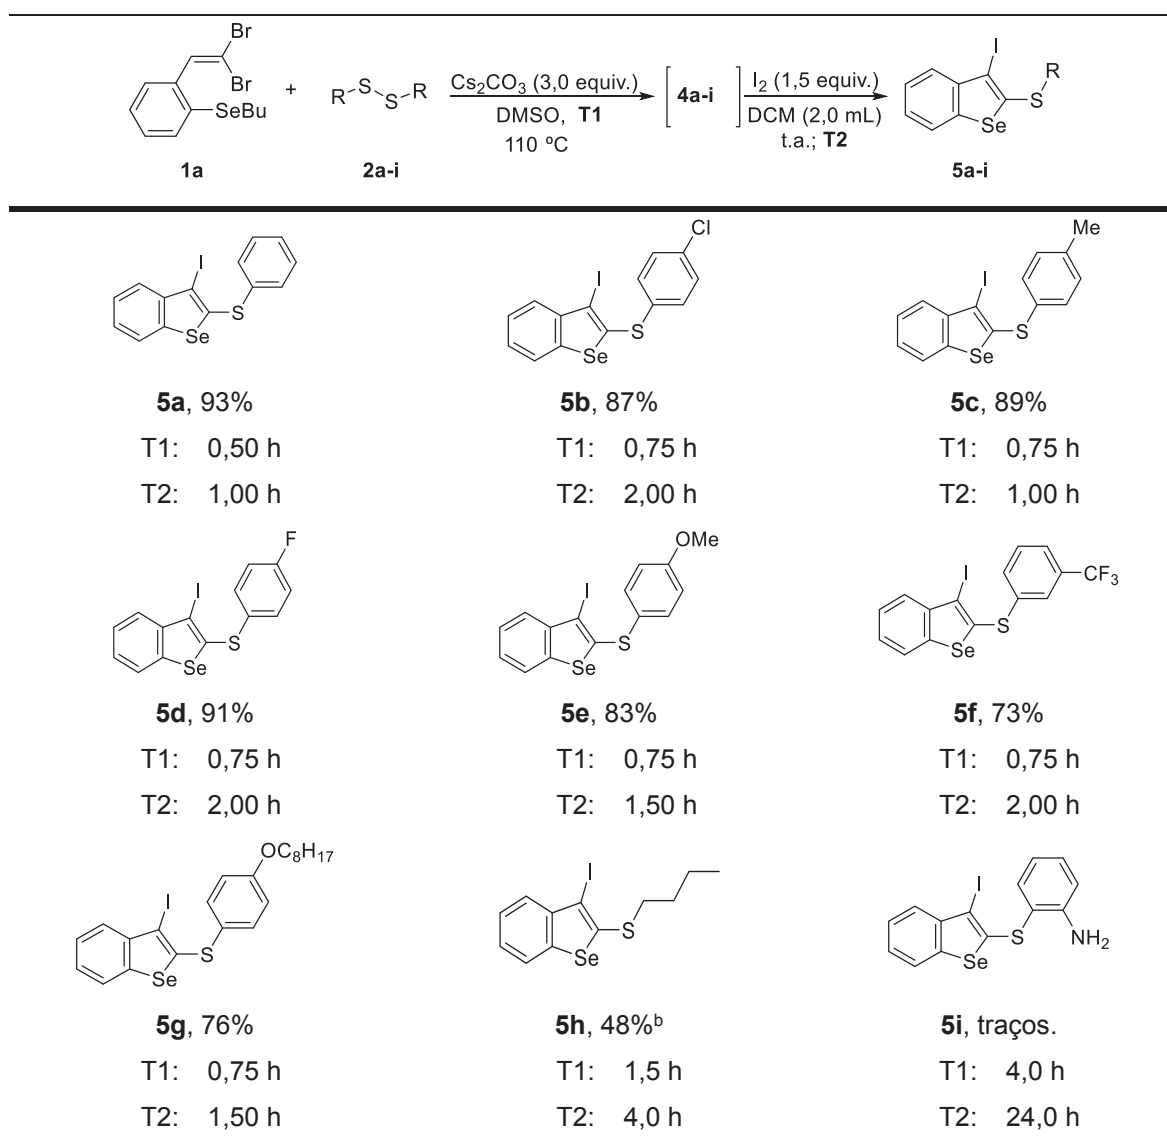 Br
Br
SeBu
1a
+
R S S R
2a-i
Cs2CO3 (3,0 equiv.)
DMSO, T1
110 ºC
4a-i
I2 (1,5 equiv.)
DCM (2,0 mL)
t.a.; T2
I
R
S
Se
5a-i
I
S
Se
5a, 93%
T1: 0,50 h
T2: 1,00 h
Cl
I
S
Se
5b, 87%
T1: 0,75 h
T2: 2,00 h
Me
I
S
Se
5c, 89%
T1: 0,75 h
T2: 1,00 h
F
I
S
Se
5d, 91%
T1: 0,75 h
T2: 2,00 h
OMe
I
S
Se
5e, 83%
T1: 0,75 h
T2: 1,50 h
I
CF3
S
Se
5f, 73%
T1: 0,75 h
T2: 2,00 h
OC8H17
I
S
Se
5g, 76%
T1: 0,75 h
T2: 1,50 h
I
S
Se
5h, 48%b
T1: 1,5 h
T2: 4,0 h
I
S
NH2
Se
5i, traços.
T1: 4,0 h
T2: 24,0 h